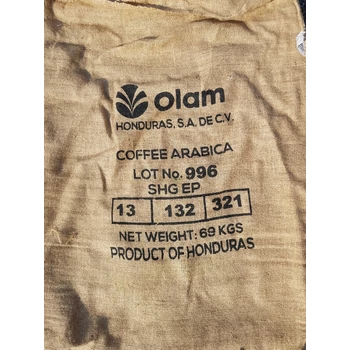 Olam
HONDURAS, S.A. DE C.V.
COFFEE ARABICA
LOT No. 996
SHG EP
13 132 321
NET WEIGHT: 69 KGS
PRODUCT OF HONDURAS